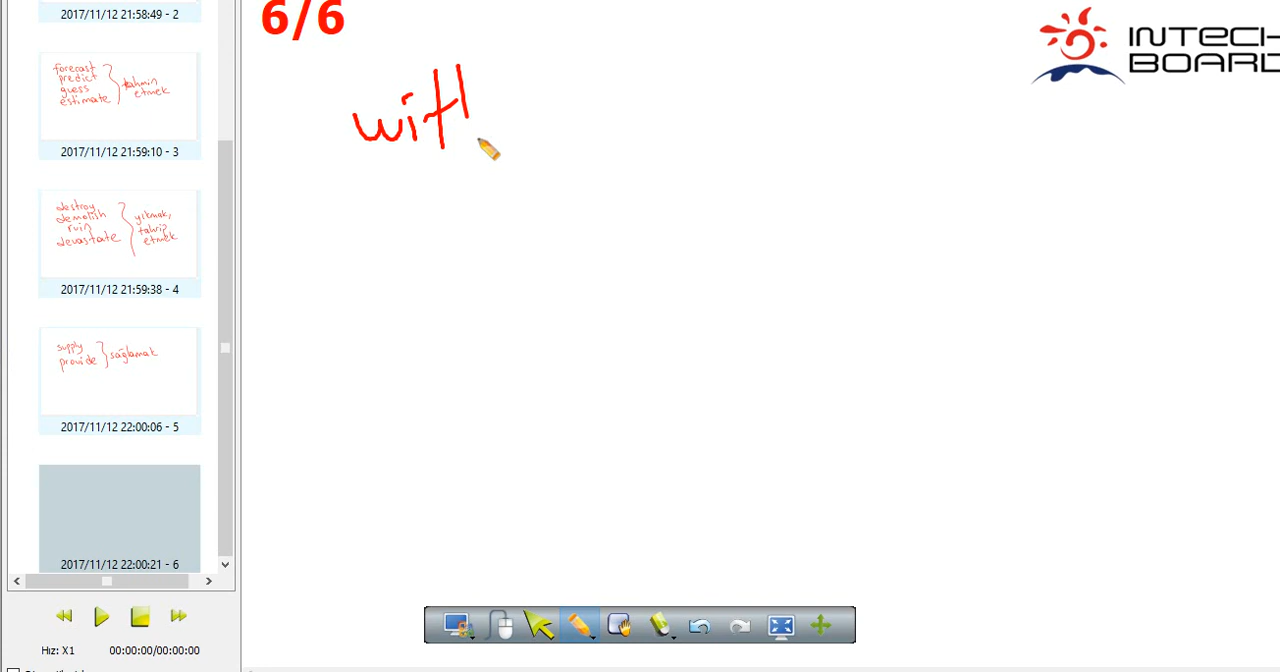 2017/11/12 21:58:49 - 2
forecast
predict
guess
estimate
tahmin
etmek
2017/11/12 21:59:10 - 3
destroy
demolish
ruin
devastate
yıkmak,
tahrip
etmek
2017/11/12 21:59:38 - 4
supply
provide
sağlamak
2017/11/12 22:00:06 - 5
2017/11/12 22:00:21 - 6
Hız: X1
00:00:00/00:00:00
6/6
witl
INTECH
BOARD